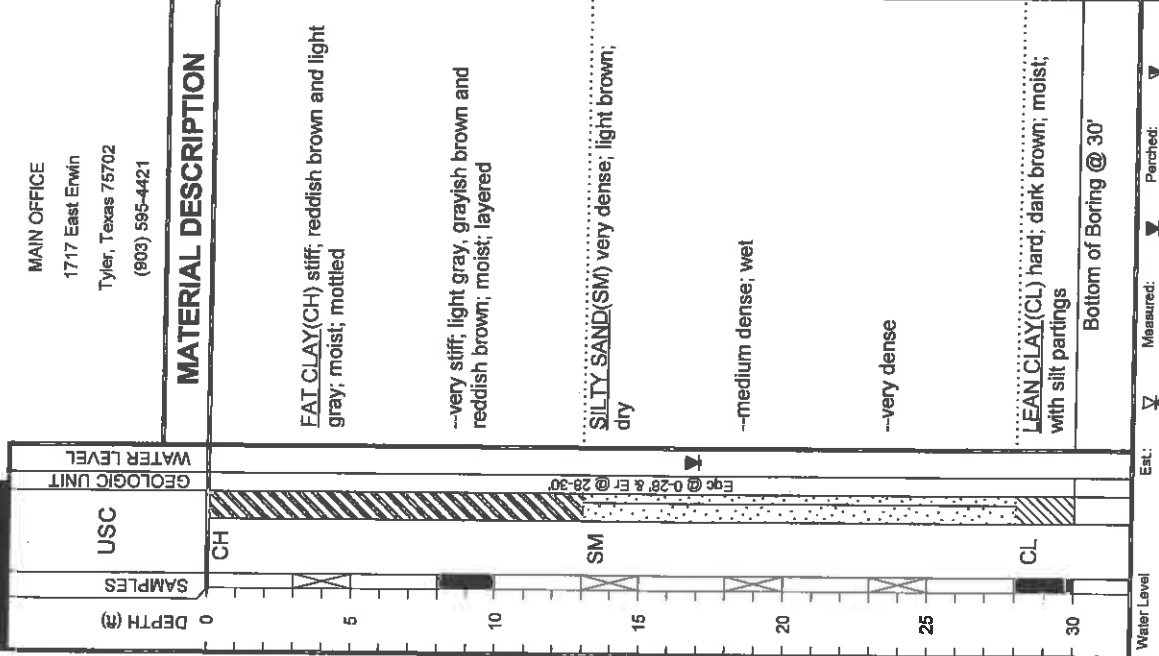 MAIN OFFICE
1717 East Erwin
Tyler, Texas 75702
(903) 595-4421
DEPTH (ft)
SAMPLES
USC
GEOLOGIC UNIT
WATER LEVEL
MATERIAL DESCRIPTION
0
CH
FAT CLAY(CH) stiff; reddish brown and light
gray; moist; mottled
5
--very stiff; light gray, grayish brown and
reddish brown; moist; layered
10
SM
SILTY SAND(SM) very dense; light brown;
dry
15
Eqc @ 0-28' & Er @ 28-30'
--medium dense; wet
20
--very dense
25
CL
LEAN CLAY(CL) hard; dark brown; moist;
with silt partings
30
Bottom of Boring @ 30'
Water Level
Est.:
Measured:
Perched: